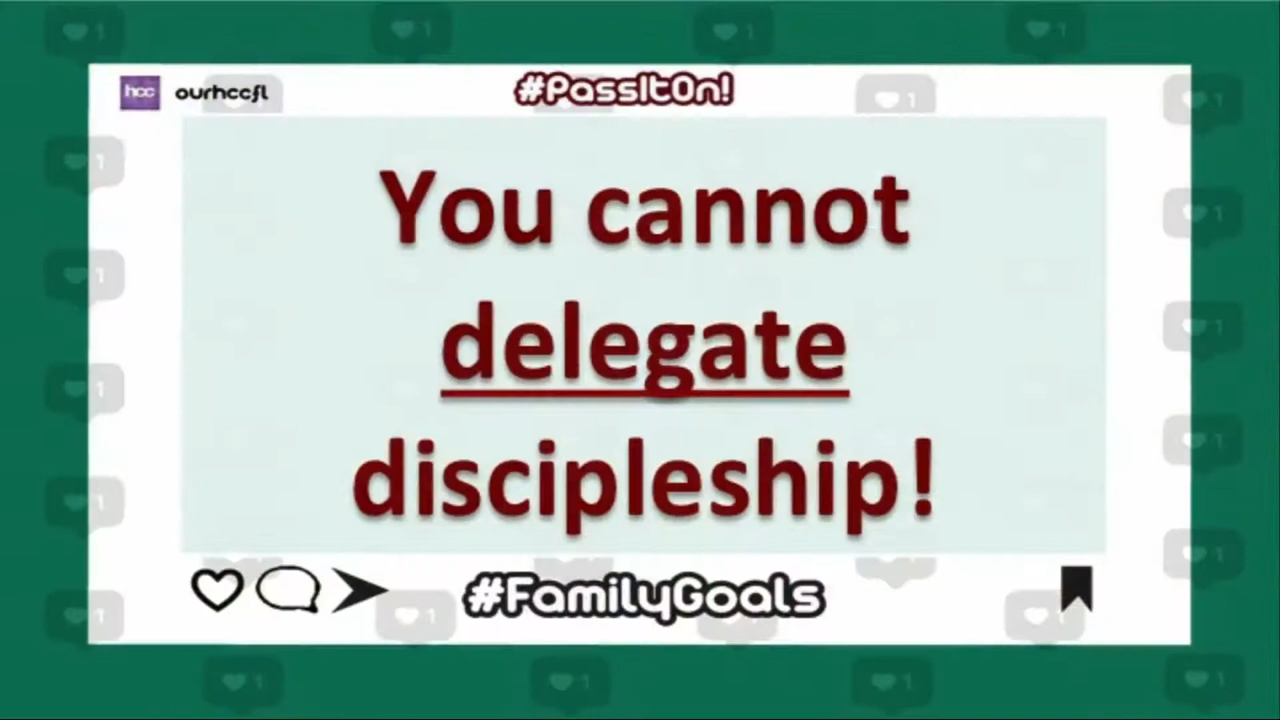 hcc ourhccfl
#PassItOn!
You cannot
delegate
discipleship!
#FamilyGoals